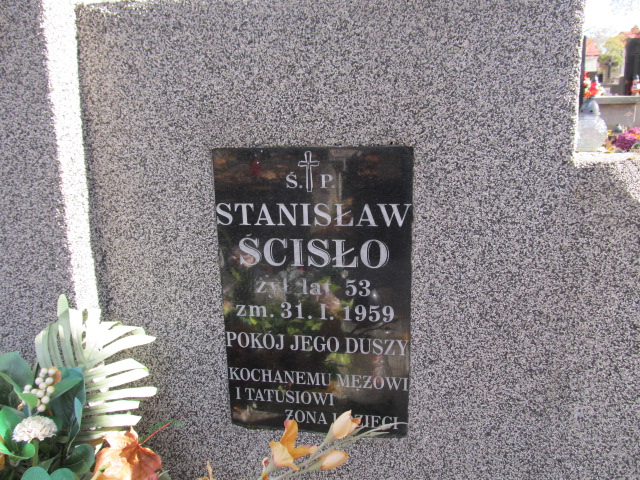 Ś. P.
STANISŁAW
ŚCISŁO
żył lat 53
zm. 31. I. 1959
POKÓJ JEGO DUSZY
KOCHANEMU MĘŻOWI
I TATUSIOWI
ŻONA I DZIECI